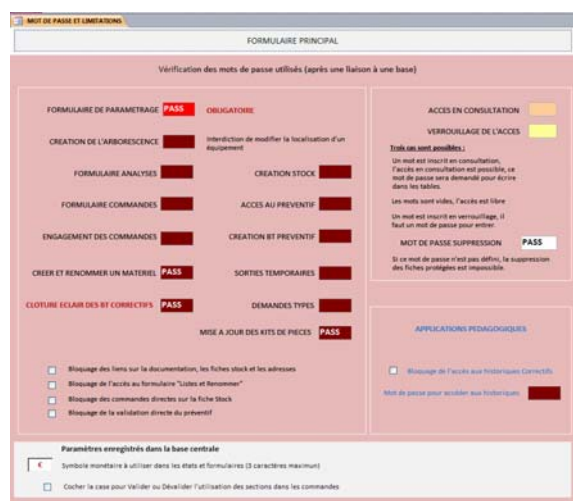 MOT DE PASSE ET LIMITATIONS
FORMULAIRE PRINCIPAL
Vérification des mots de passe utilisés (après une liaison à une base)
FORMULAIRE DE PARAMETRAGE PASS OBLIGATOIRE
CREATION DE L'ARBORESCENCE
Interdiction de modifier la localisation d'un
équipement
FORMULAIRE ANALYSES
CREATION STOCK
FORMULAIRE COMMANDES
ACCES AU PREVENTIF
ENGAGEMENT DES COMMANDES
CREATION BT PREVENTIF
CREER ET RENOMMER UN MATERIEL PASS
SORTIES TEMPORAIRES
CLOTURE ECLAIR DES BT CORRECTIFS PASS
DEMANDES TYPES
MISE A JOUR DES KITS DE PIECES PASS
Bloquage des liens sur la documentation, les fiches stock et les adresses
Bloquage de l'accès au formulaire "Listes et Renommer"
Bloquage des commandes directes sur la fiche Stock
Bloquage de la validation directe du préventif
ACCES EN CONSULTATION
VERROUILLAGE DE L'ACCES
Trois cas sont possibles :
Un mot est inscrit en consultation,
l'accès en consultation est possible, ce
mot de passe sera demandé pour écrire
dans les tables.
Les mots sont vides, l'accès est libre
Un mot est inscrit en verrouillage, il
faut un mot de passe pour entrer.
MOT DE PASSE SUPPRESSION PASS
Si ce mot de passe n'est pas défini, la suppression
des fiches protégées est impossible.
APPLICATIONS PEDAGOGIQUES
Bloquage de l'accès aux historiques Correctifs
Mot de passe pour accéder aux historiques
Paramètres enregistrés dans la base centrale
€ Symbole monétaire à utiliser dans les états et formulaires (3 caractères maximun)
Cocher la case pour Valider ou Dévalider l'utilisation des sections dans les commandes